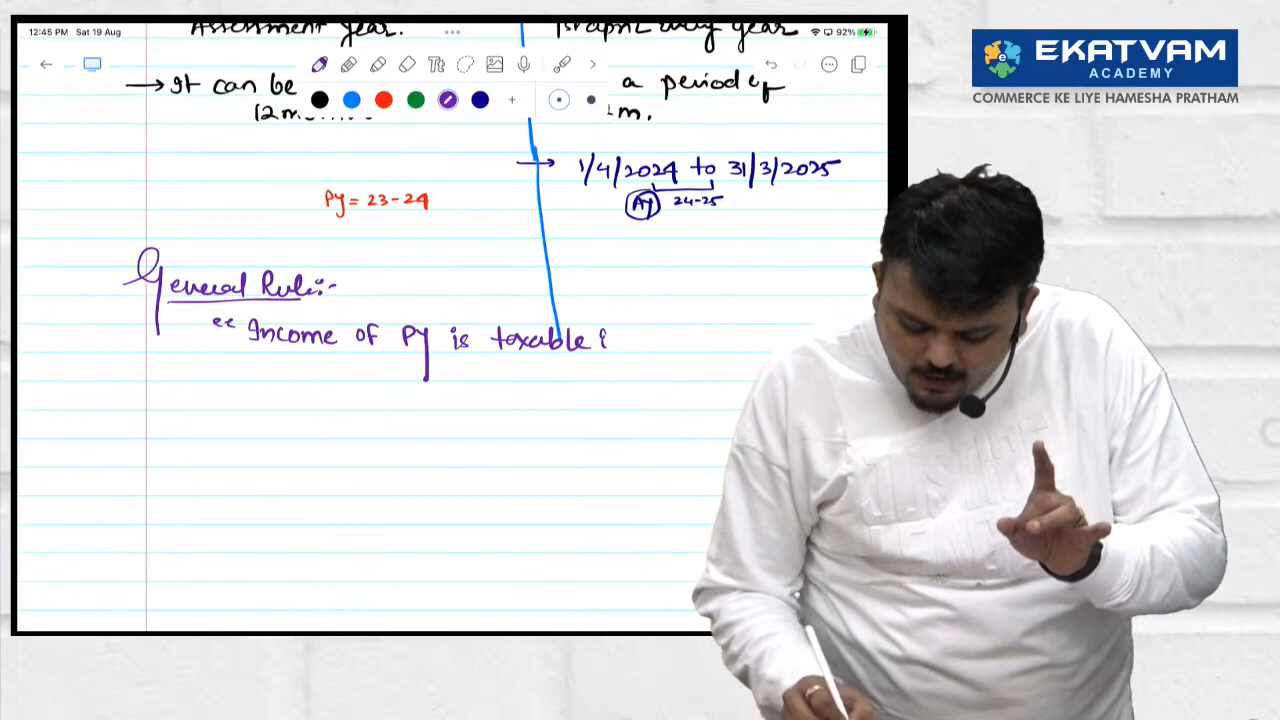 12:45 PM Sat 19 Aug
92%
Assessment year.
→ It can be
12m
a period of
m.
→ 1/4/2024 to 31/3/2025
AY 24-25
PY = 23-24
General Rule:-
"Income of PY is taxable i
EKATVAM
ACADEMY
COMMERCE KE LIYE HAMESHA PRATHAM